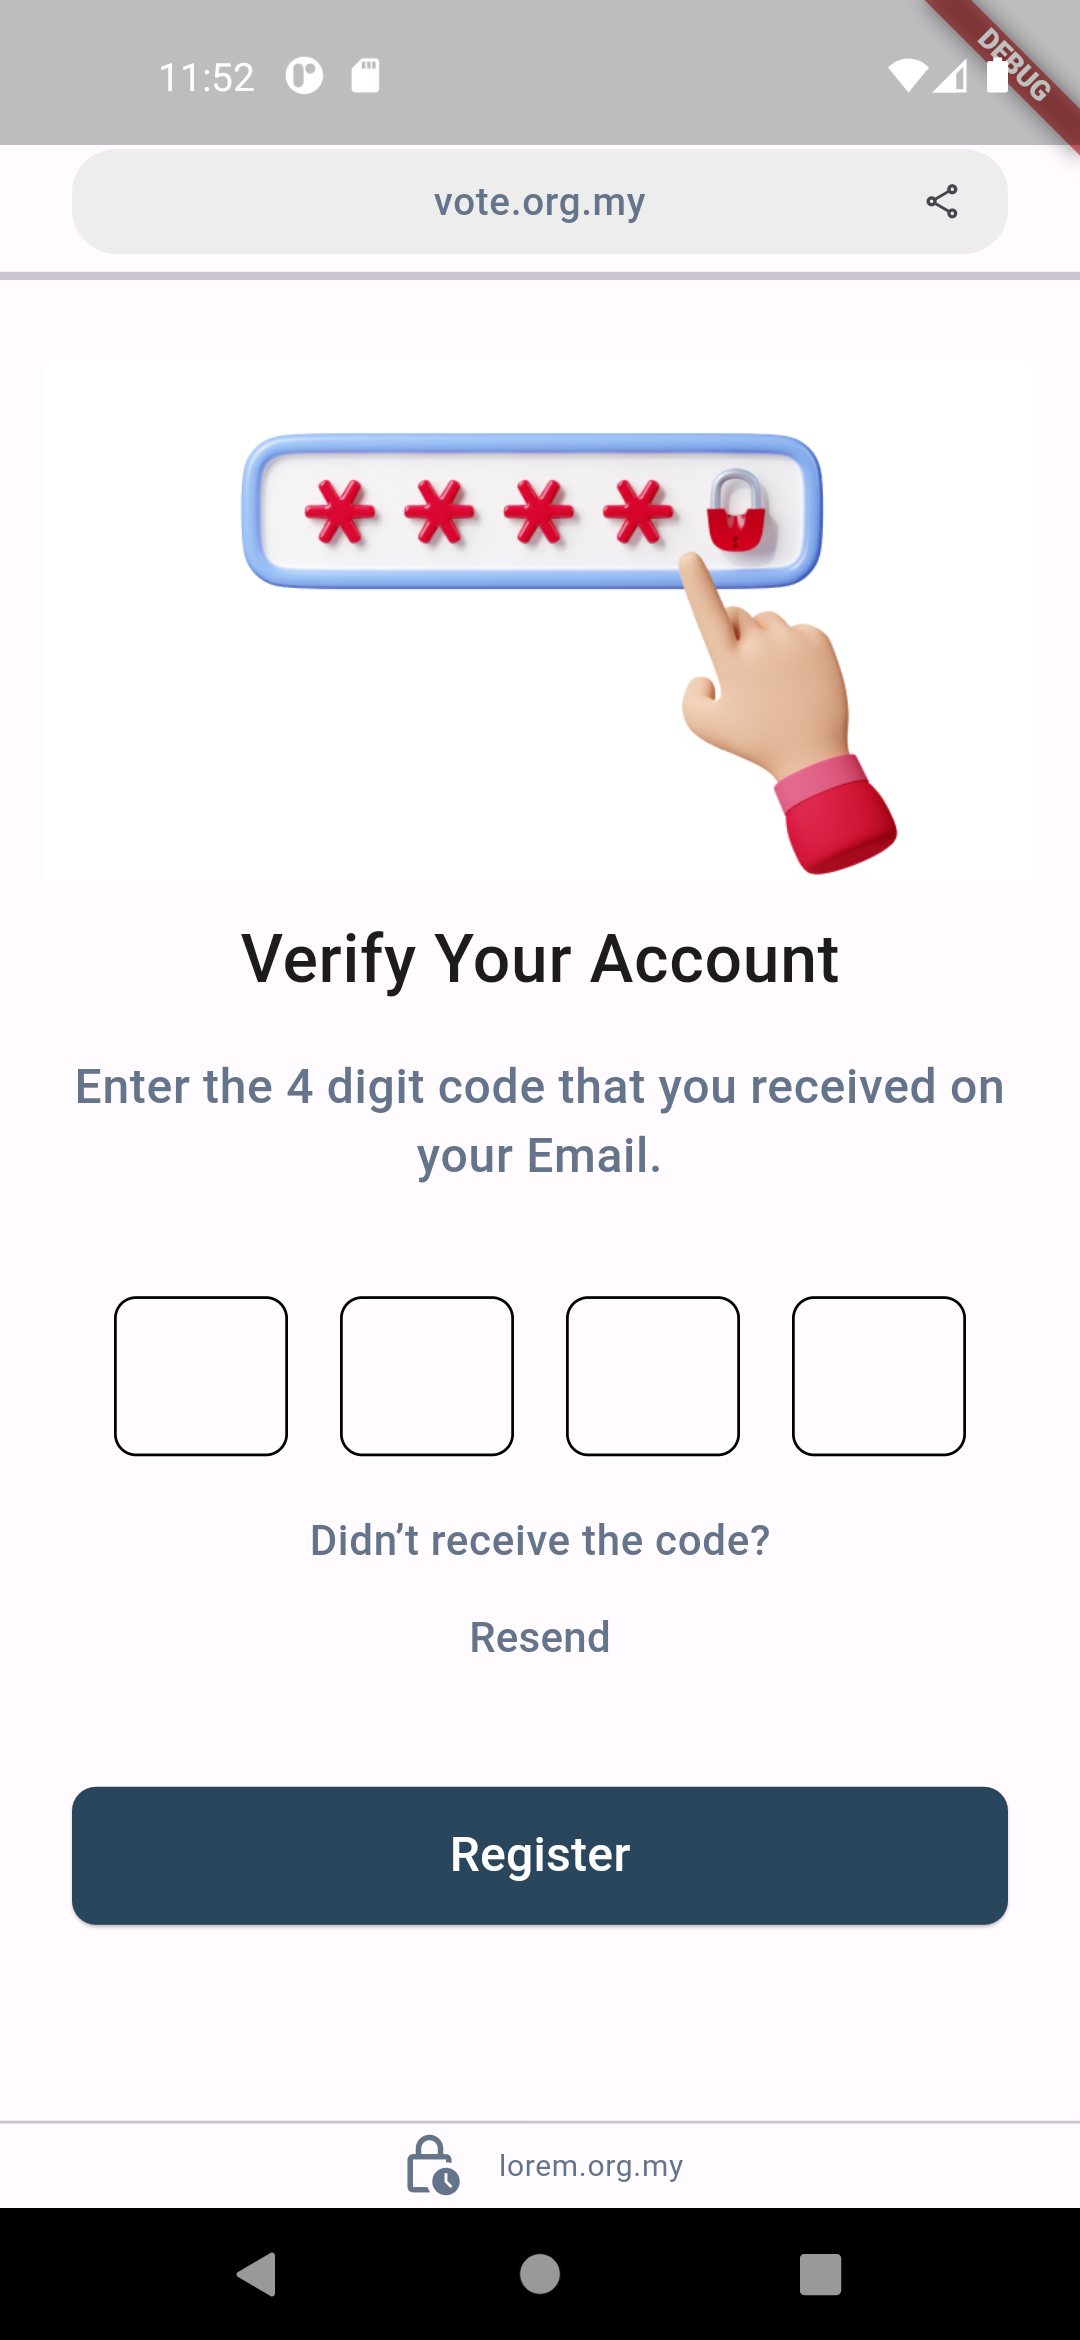 11:52
DEBUG
vote.org.my
Verify Your Account
Enter the 4 digit code that you received on
your Email.
Didn’t receive the code?
Resend
Register
lorem.org.my